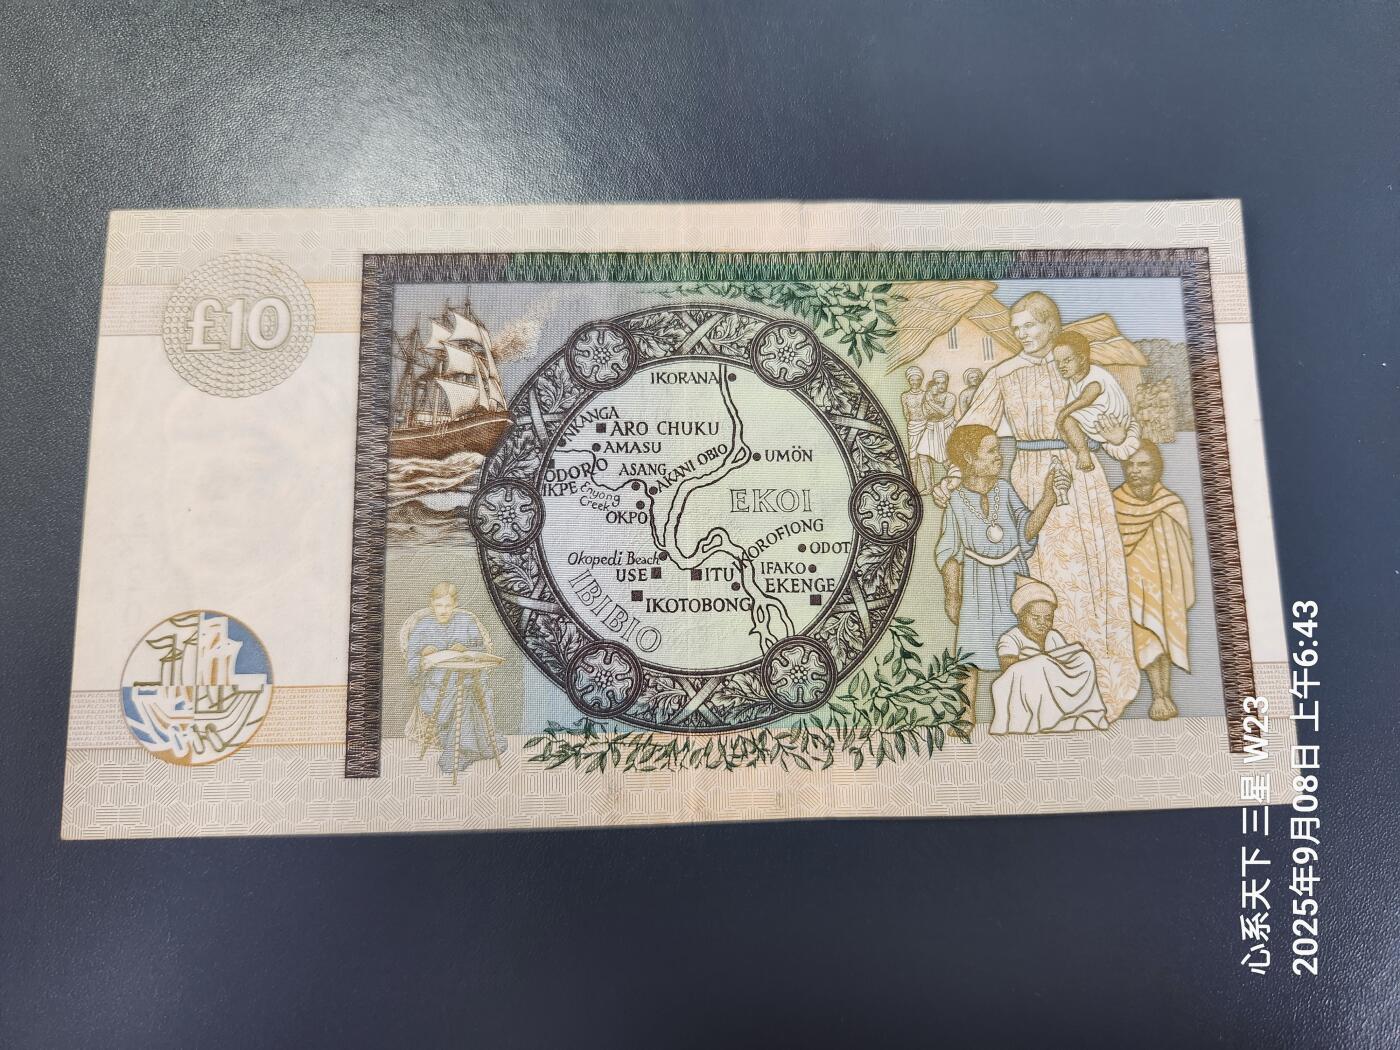 £10
IKORANA
NKANGA
ARO CHUKU
AMASU
ODORO
IKPE
ASANG
AKANI OBIO
UMÖN
Enyong
Creek
OKPO
EKOI
IKOROFIONG
ODOT
Okopedi Beach
USE
ITU
IFAKO
EKENGE
IKOTOBONG
IBIBIO
心系天下 三星 W23
2025年9月08日 上午6:43